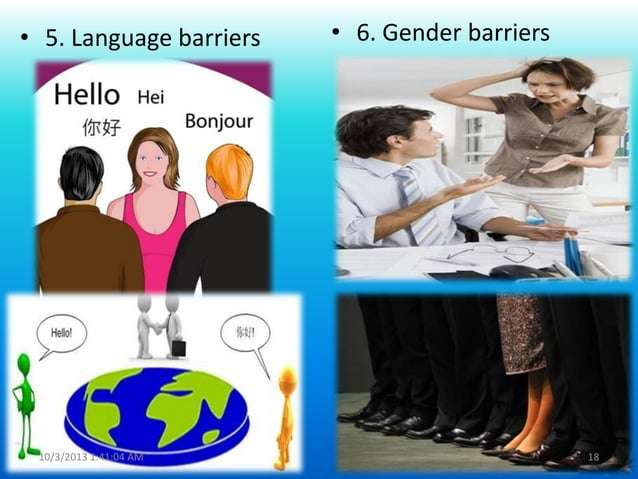 • 5. Language barriers
Hello Hei
你好
Bonjour
Hello!
你好!
10/3/2013 1:41:04 AM
• 6. Gender barriers
18